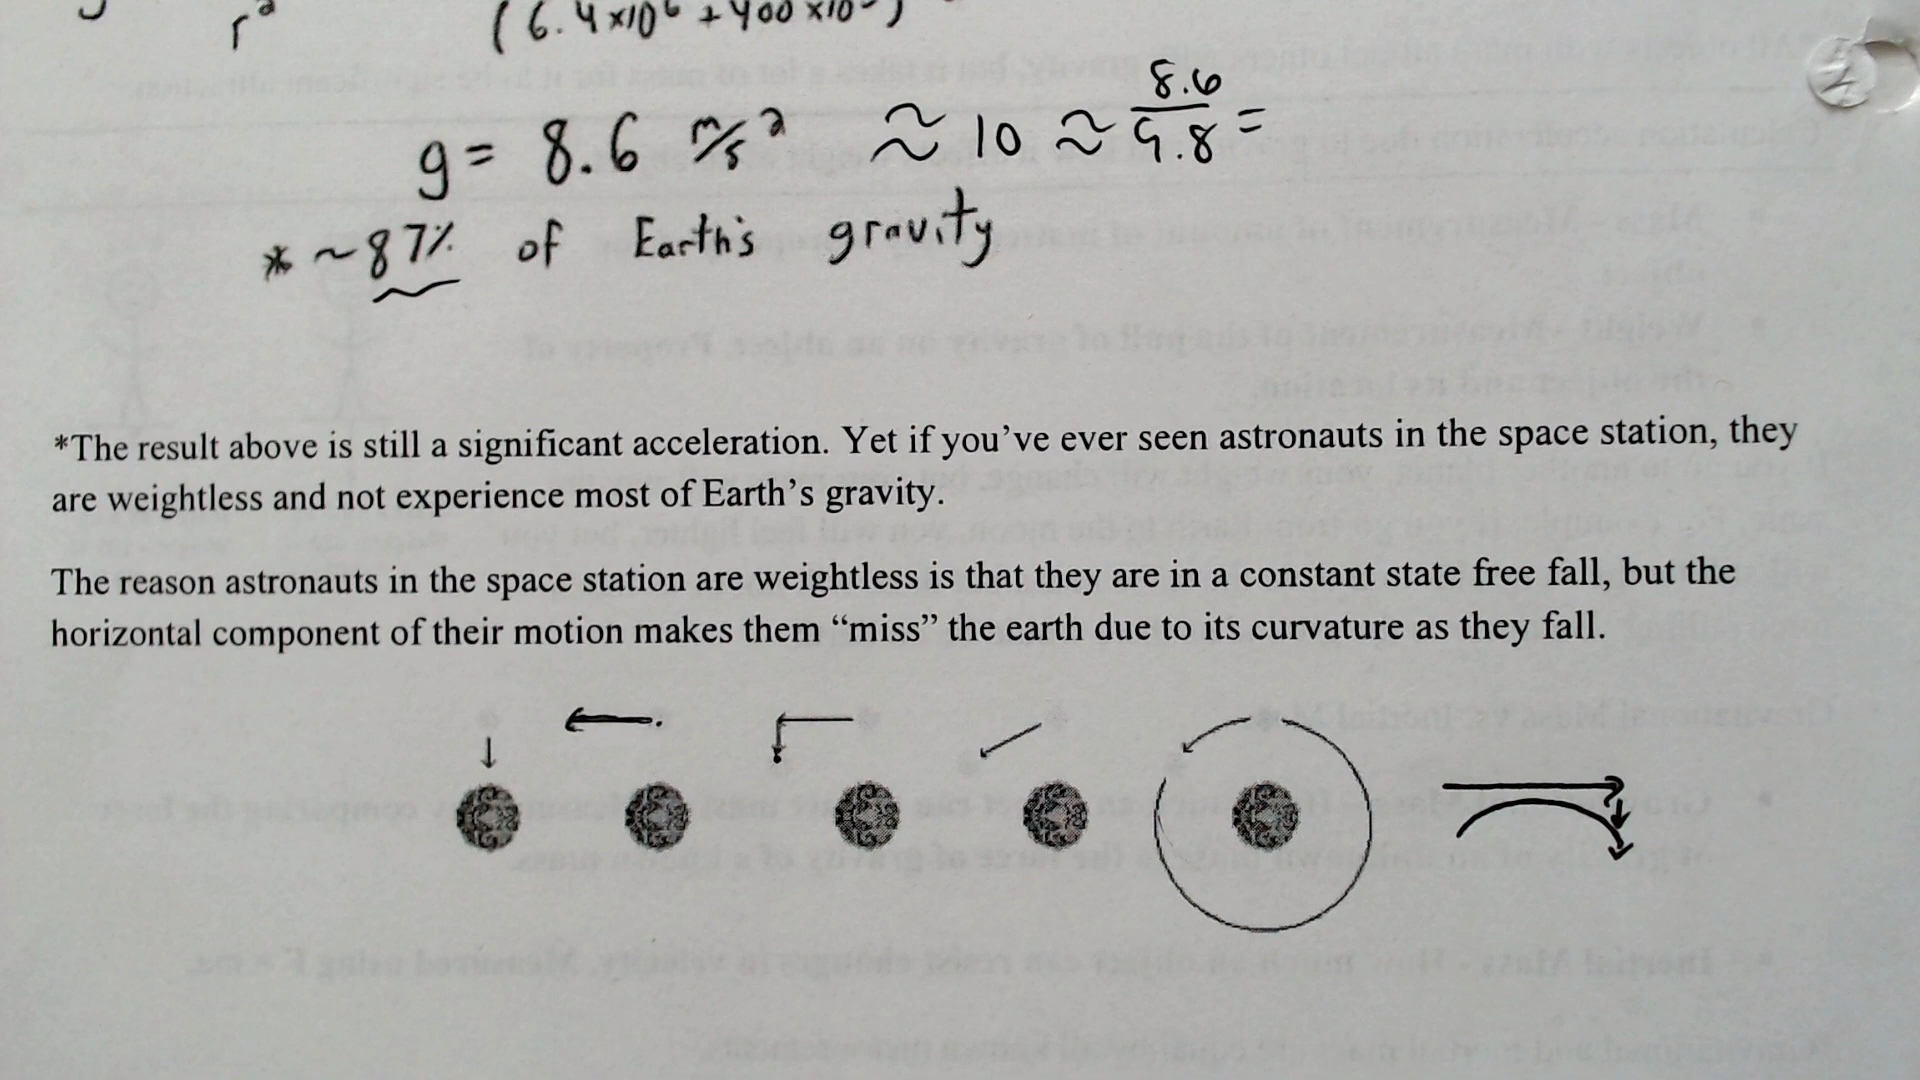 r²
(6.4×10⁶ + 400×10
g = 8.6 m/s² ≈ 10 ≈ 8.6/9.8 =
* ~87% of Earth's gravity
*The result above is still a significant acceleration. Yet if you've ever seen astronauts in the space station, they
are weightless and not experience most of Earth's gravity.
The reason astronauts in the space station are weightless is that they are in a constant state free fall, but the
horizontal component of their motion makes them “miss” the earth due to its curvature as they fall.